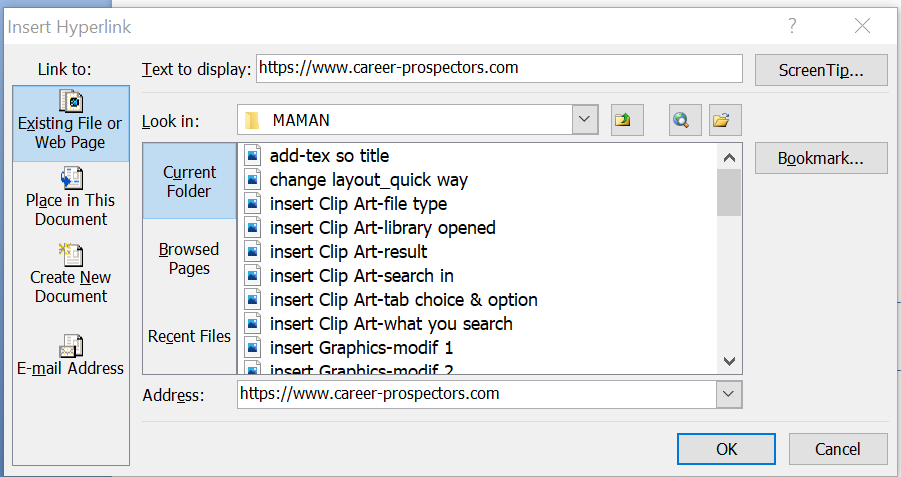 Insert Hyperlink
Link to:
Text to display: https://www.career-prospectors.com
ScreenTip...
Existing File or
Web Page
Place in This
Document
Create New
Document
E-mail Address
Look in: MAMAN
Current
Folder
Browsed
Pages
Recent Files
add-tex so title
change layout_quick way
insert Clip Art-file type
insert Clip Art-library opened
insert Clip Art-result
insert Clip Art-search in
insert Clip Art-tab choice & option
insert Clip Art-what you search
insert Graphics-modif 1
insert Graphics-modif 2
Bookmark...
Address: https://www.career-prospectors.com
OK
Cancel